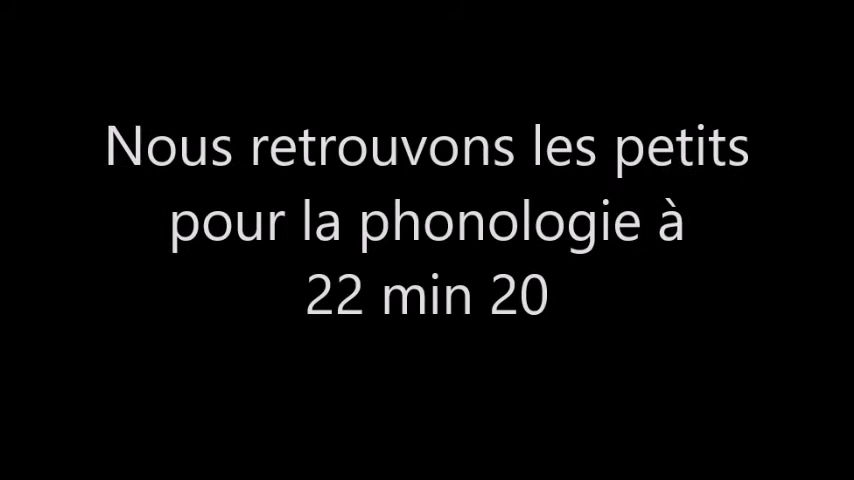 Nous retrouvons les petits
pour la phonologie à
22 min 20